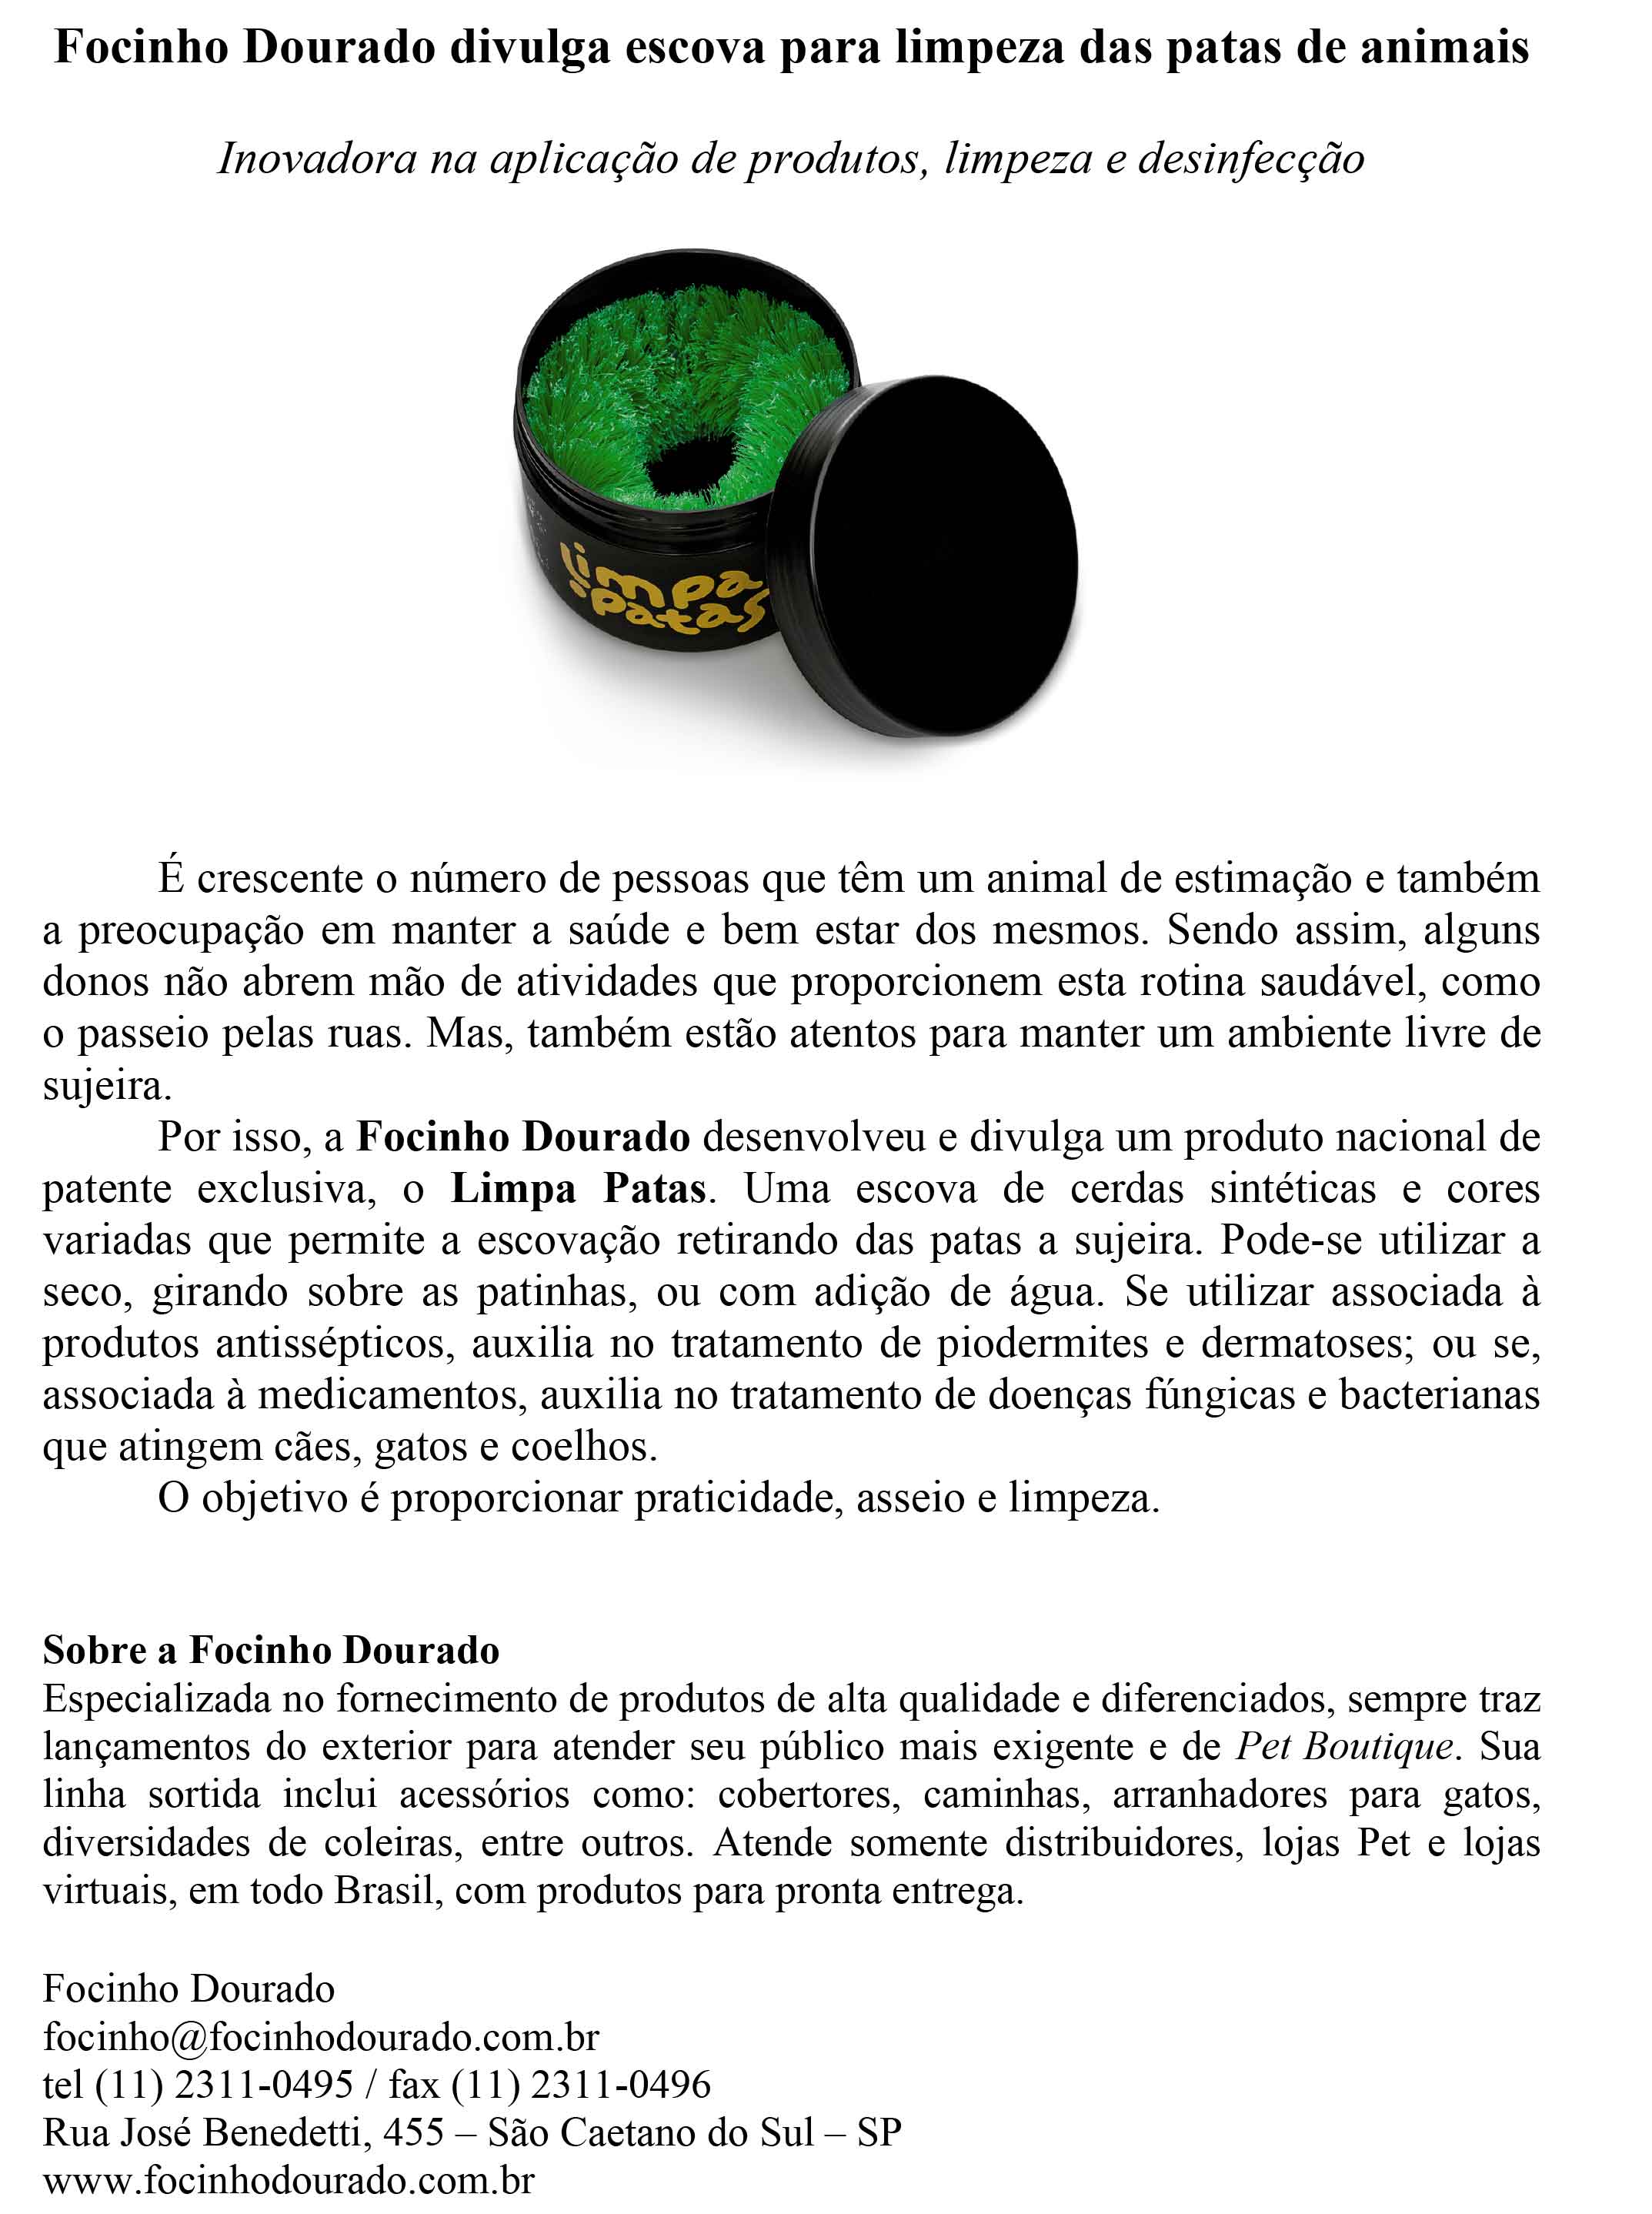 Focinho Dourado divulga escova para limpeza das patas de animais
Inovadora na aplicação de produtos, limpeza e desinfecção
limpa
patas
É crescente o número de pessoas que têm um animal de estimação e também
a preocupação em manter a saúde e bem estar dos mesmos. Sendo assim, alguns
donos não abrem mão de atividades que proporcionem esta rotina saudável, como
o passeio pelas ruas. Mas, também estão atentos para manter um ambiente livre de
sujeira.
Por isso, a Focinho Dourado desenvolveu e divulga um produto nacional de
patente exclusiva, o Limpa Patas. Uma escova de cerdas sintéticas e cores
variadas que permite a escovação retirando das patas a sujeira. Pode-se utilizar a
seco, girando sobre as patinhas, ou com adição de água. Se utilizar associada à
produtos antissépticos, auxilia no tratamento de piodermites e dermatoses; ou se,
associada à medicamentos, auxilia no tratamento de doenças fúngicas e bacterianas
que atingem cães, gatos e coelhos.
O objetivo é proporcionar praticidade, asseio e limpeza.
Sobre a Focinho Dourado
Especializada no fornecimento de produtos de alta qualidade e diferenciados, sempre traz
lançamentos do exterior para atender seu público mais exigente e de Pet Boutique. Sua
linha sortida inclui acessórios como: cobertores, caminhas, arranhadores para gatos,
diversidades de coleiras, entre outros. Atende somente distribuidores, lojas Pet e lojas
virtuais, em todo Brasil, com produtos para pronta entrega.
Focinho Dourado
focinho@focinhodourado.com.br
tel (11) 2311-0495 / fax (11) 2311-0496
Rua José Benedetti, 455 – São Caetano do Sul – SP
www.focinhodourado.com.br